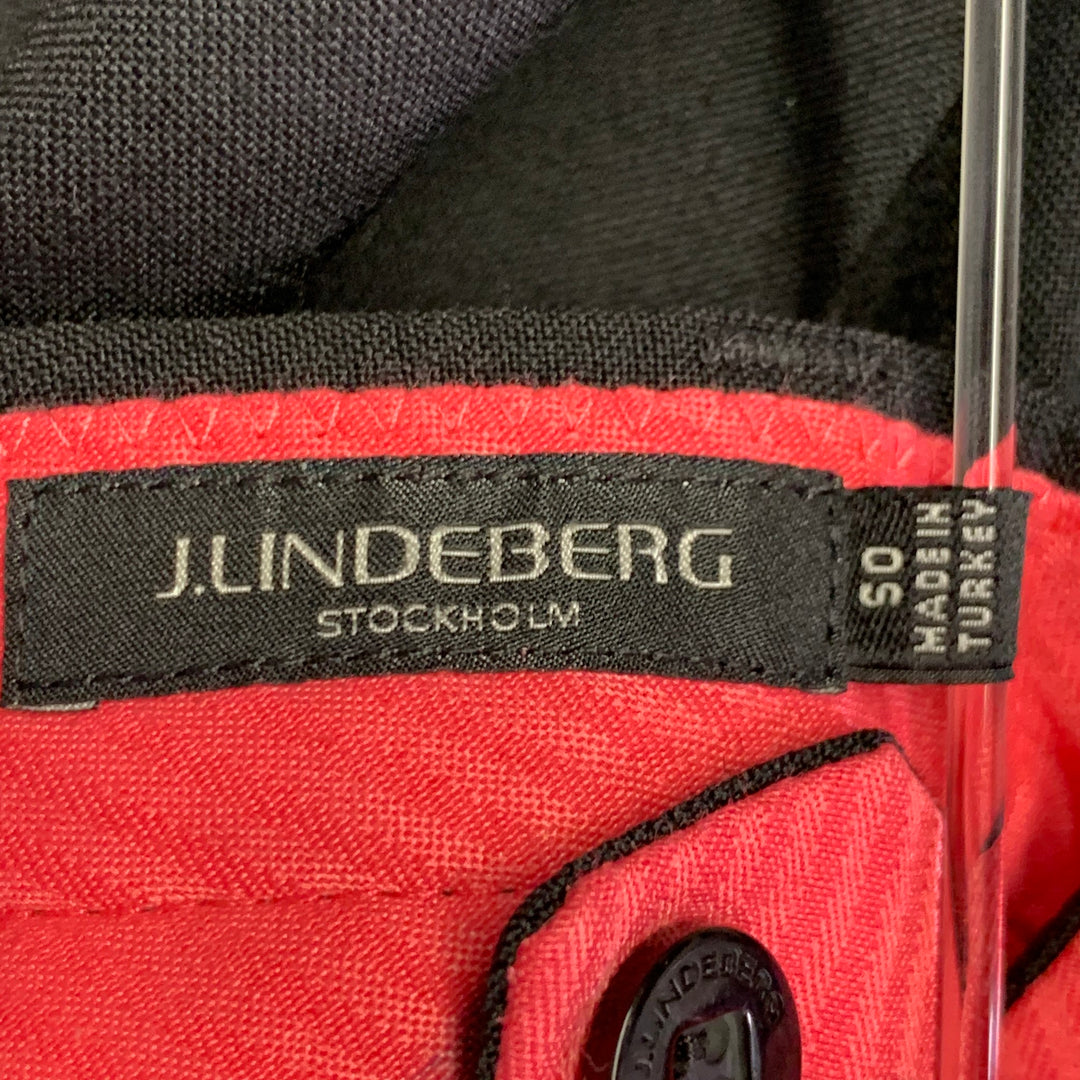 J.LINDEBERG
STOCKHOLM
50
MADE IN
TURKEY
J.LINDEBERG